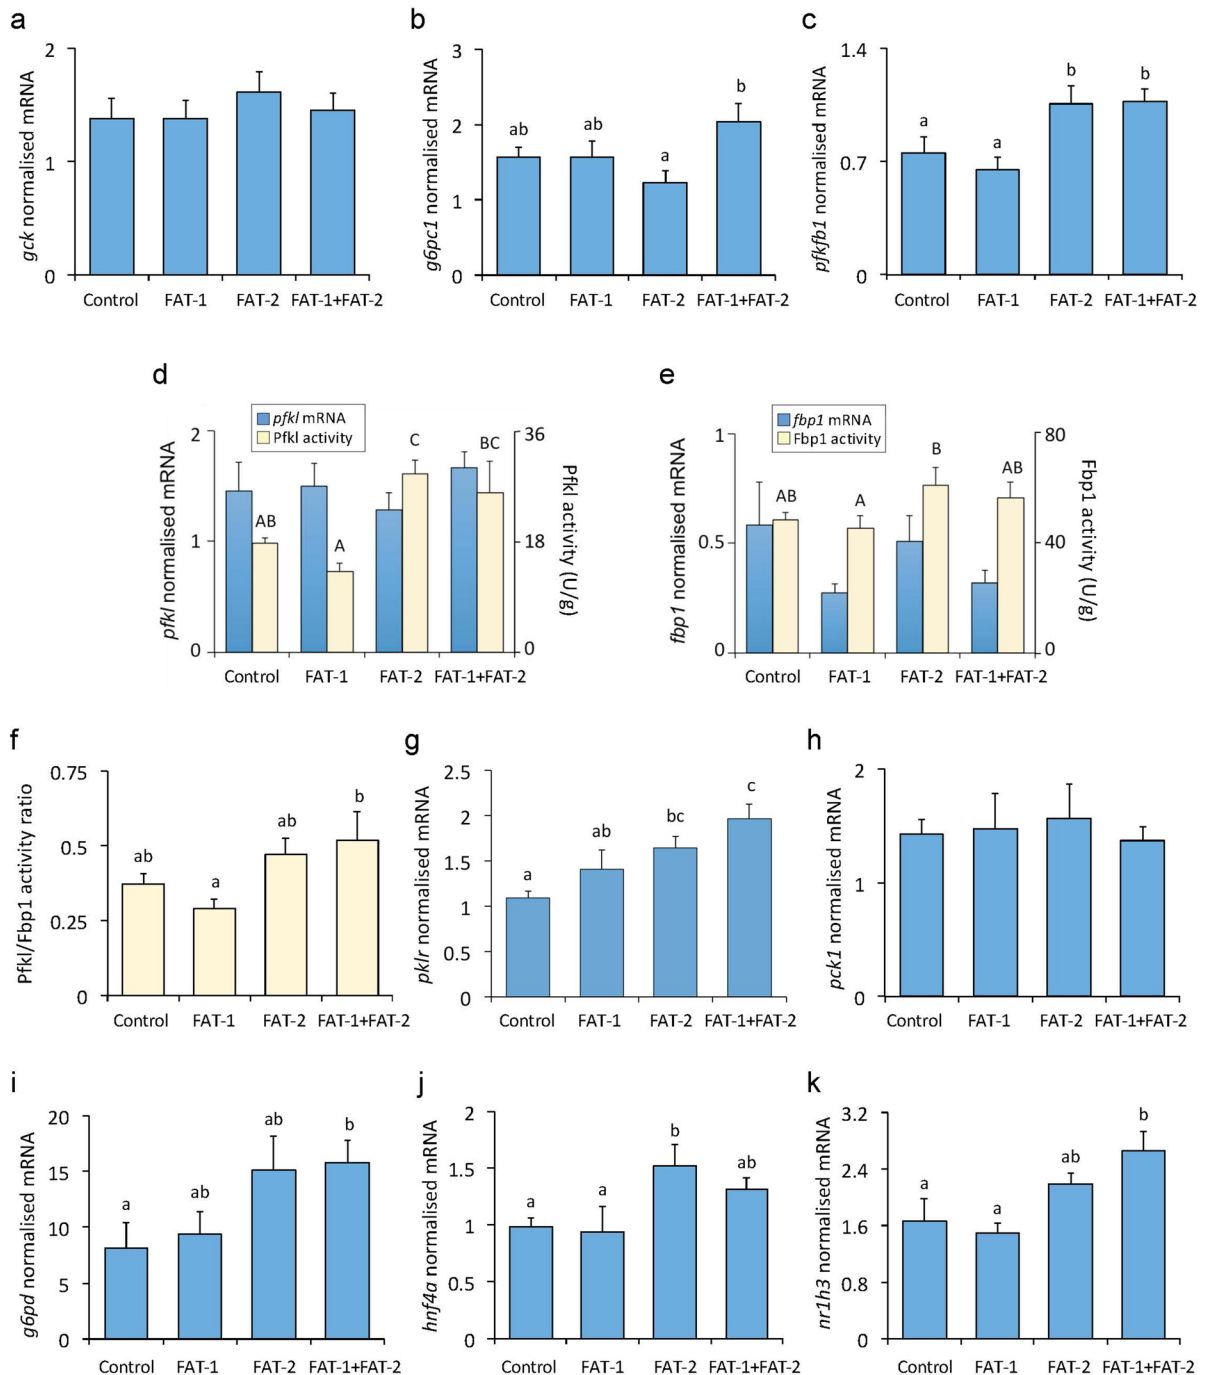 a
gck normalised mRNA
2
1
0
Control FAT-1 FAT-2 FAT-1+FAT-2
b
g6pc1 normalised mRNA
3
2
1
0
ab ab a b
Control FAT-1 FAT-2 FAT-1+FAT-2
c
pfkfb1 normalised mRNA
1.4
0.7
0
a a b b
Control FAT-1 FAT-2 FAT-1+FAT-2
d
pfkl mRNA
Pfkl activity
pfkl normalised mRNA
2
1
0
AB A C BC
36
18
0
Pfkl activity (U/g)
Control FAT-1 FAT-2 FAT-1+FAT-2
e
fbp1 mRNA
Fbp1 activity
fbp1 normalised mRNA
1
0.5
0
AB A B AB
80
40
0
Fbp1 activity (U/g)
Control FAT-1 FAT-2 FAT-1+FAT-2
f
Pfkl/Fbp1 activity ratio
0.75
0.5
0.25
0
ab a ab b
Control FAT-1 FAT-2 FAT-1+FAT-2
g
pklr normalised mRNA
2.5
2
1.5
1
0.5
0
a ab bc c
Control FAT-1 FAT-2 FAT-1+FAT-2
h
pck1 normalised mRNA
2
1
0
Control FAT-1 FAT-2 FAT-1+FAT-2
i
g6pd normalised mRNA
20
15
10
5
0
a ab ab b
Control FAT-1 FAT-2 FAT-1+FAT-2
j
hnf4a normalised mRNA
2
1.5
1
0.5
0
a a b ab
Control FAT-1 FAT-2 FAT-1+FAT-2
k
nr1h3 normalised mRNA
3.2
2.4
1.6
0.8
0
a a ab b
Control FAT-1 FAT-2 FAT-1+FAT-2